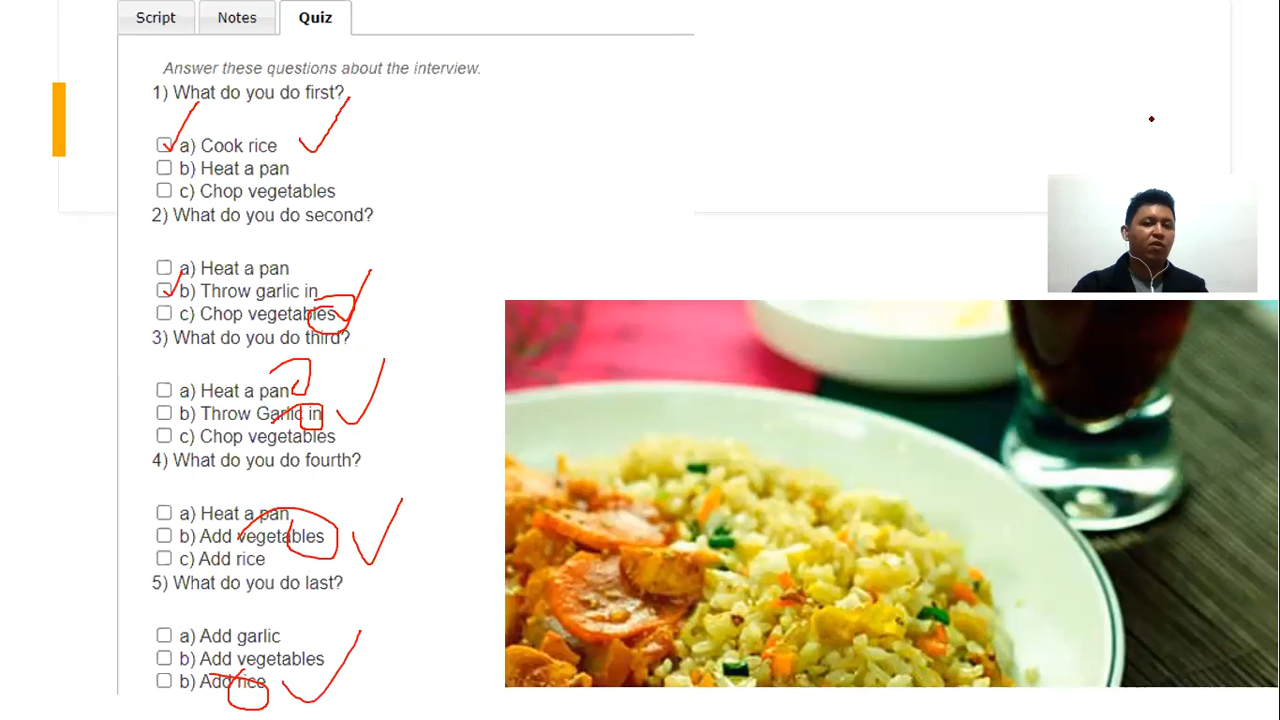 Script Notes Quiz
Answer these questions about the interview.
1) What do you do first?
a) Cook rice
b) Heat a pan
c) Chop vegetables
2) What do you do second?
a) Heat a pan
b) Throw garlic in
c) Chop vegetables
3) What do you do third?
a) Heat a pan
b) Throw Garlic in
c) Chop vegetables
4) What do you do fourth?
a) Heat a pan
b) Add vegetables
c) Add rice
5) What do you do last?
a) Add garlic
b) Add vegetables
b) Add rice